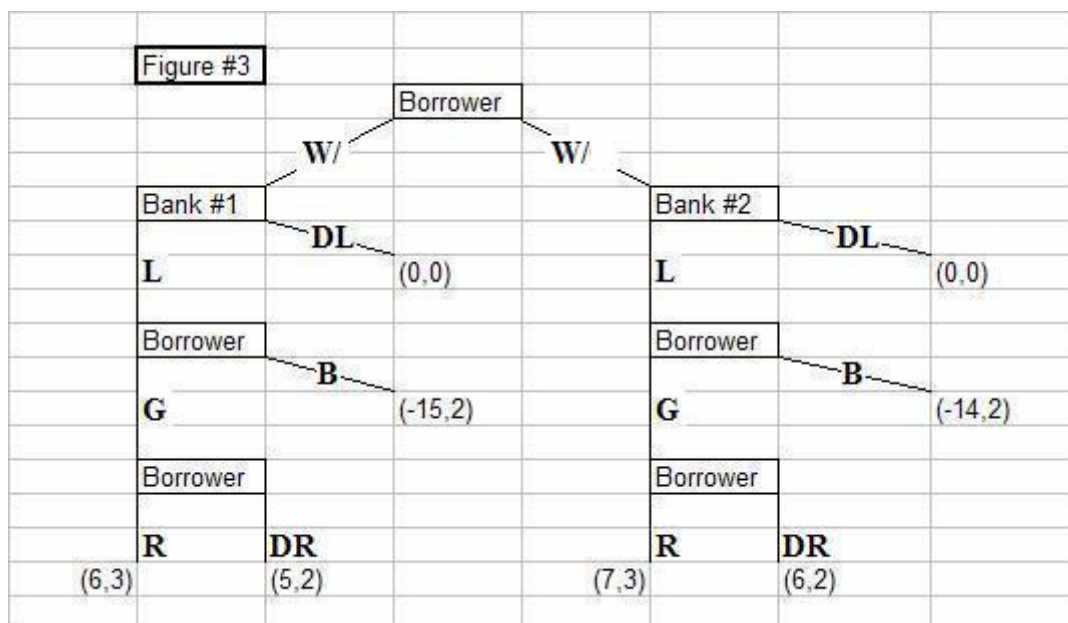 Figure #3
Borrower
W/ W/
Bank #1 Bank #2
DL DL
L (0,0) L (0,0)
Borrower Borrower
B B
G (-15,2) G (-14,2)
Borrower Borrower
R DR R DR
(6,3) (5,2) (7,3) (6,2)